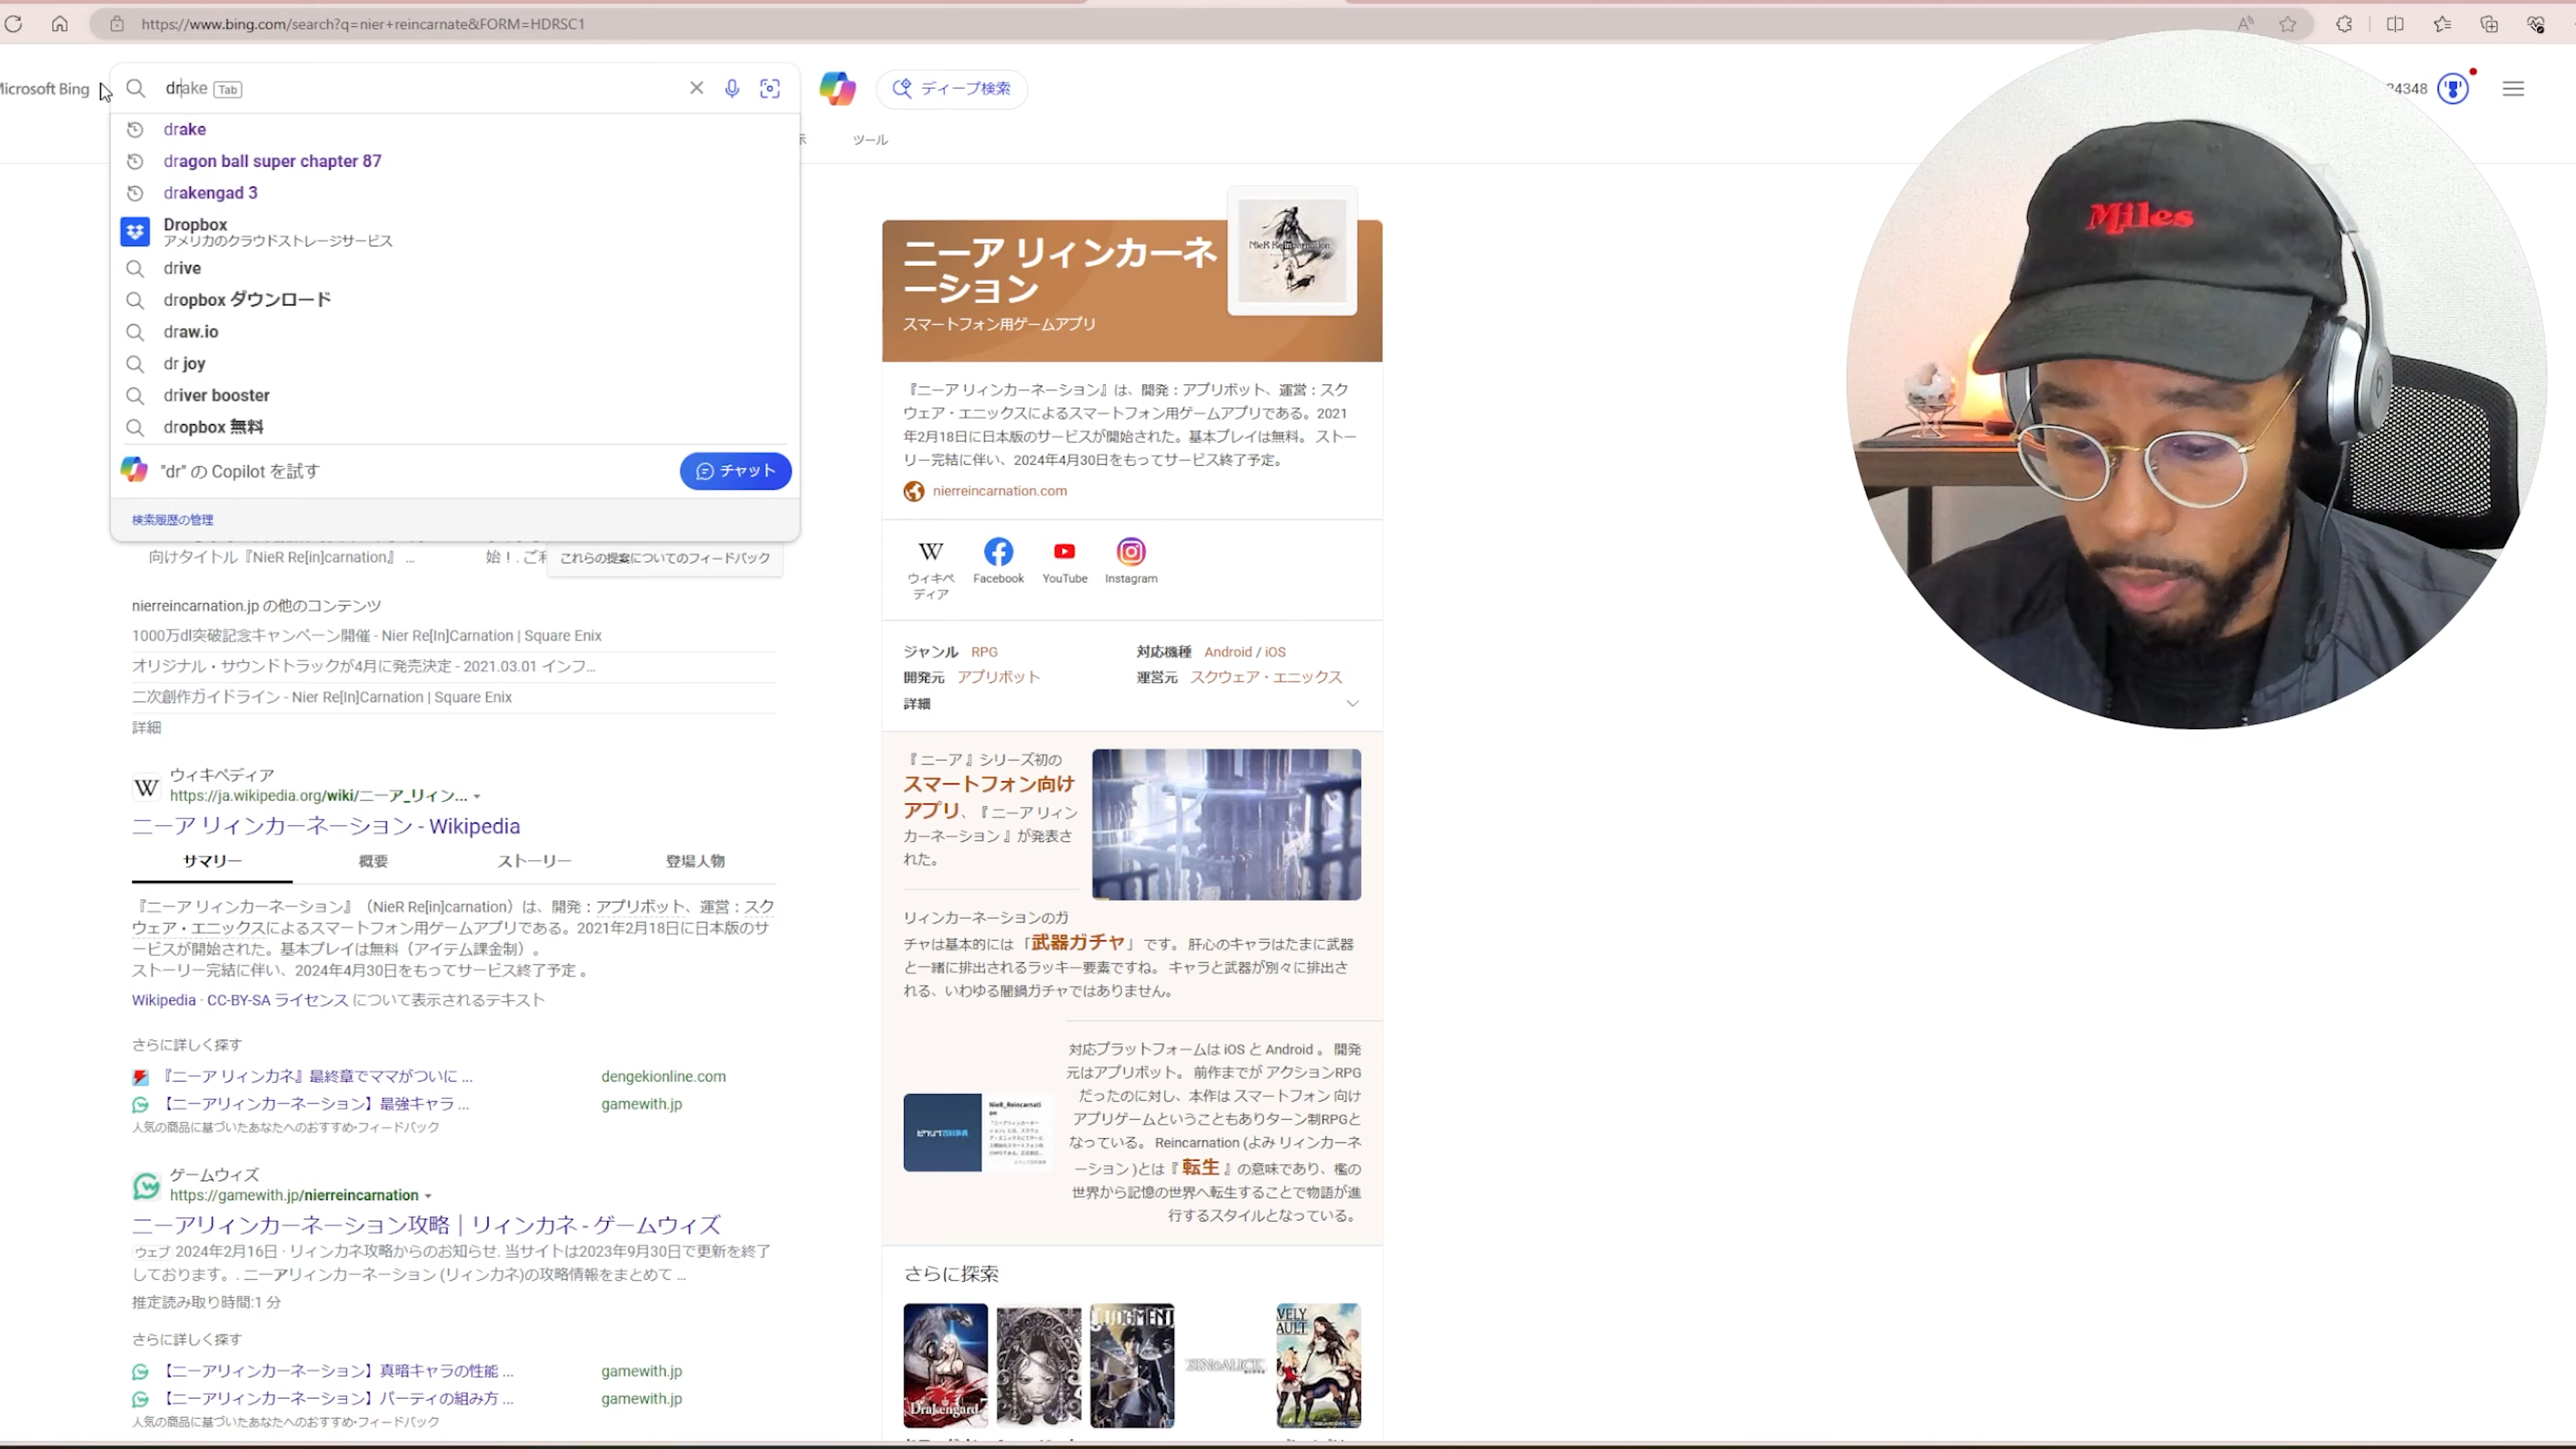 https://www.bing.com/search?q=nier+reincarnate&FORM=HDRSC1
Microsoft Bing
drake Tab
ディープ検索
24348
ツール
drake
dragon ball super chapter 87
drakengad 3
Dropbox
アメリカのクラウドストレージサービス
drive
dropbox ダウンロード
draw.io
dr joy
driver booster
dropbox 無料
"dr" の Copilot を試す
チャット
検索履歴の管理
向けタイトル『NieR Re[in]carnation』 ...
これらの提案についてのフィードバック
nierreincarnation.jp の他のコンテンツ
1000万dl突破記念キャンペーン開催 - Nier Re[In]Carnation | Square Enix
オリジナル・サウンドトラックが4月に発売決定 - 2021.03.01 インフ...
二次創作ガイドライン - Nier Re[In]Carnation | Square Enix
詳細
W ウィキペディア
https://ja.wikipedia.org/wiki/ニーア_リィン...
ニーア リィンカーネーション - Wikipedia
サマリー 概要 ストーリー 登場人物
『ニーア リィンカーネーション』（NieR Re[in]carnation）は、開発：アプリボット、運営：スク
ウェア・エニックスによるスマートフォン用ゲームアプリである。2021年2月18日に日本版のサ
ービスが開始された。基本プレイは無料（アイテム課金制）。
ストーリー完結に伴い、2024年4月30日をもってサービス終了予定 。
Wikipedia · CC-BY-SA ライセンス について表示されるテキスト
さらに詳しく探す
『ニーア リィンカネ』最終章でママがついに ... dengekionline.com
【ニーアリィンカーネーション】最強キャラ ... gamewith.jp
人気の商品に基づいたあなたへのおすすめ•フィードバック
ゲームウィズ
https://gamewith.jp/nierreincarnation
ニーアリィンカーネーション攻略｜リィンカネ - ゲームウィズ
ウェブ 2024年2月16日 · リィンカネ攻略からのお知らせ. 当サイトは2023年9月30日で更新を終了
しております。. ニーアリィンカーネーション (リィンカネ)の攻略情報をまとめて ...
推定読み取り時間:1 分
さらに詳しく探す
【ニーアリィンカーネーション】真暗キャラの性能 ... gamewith.jp
【ニーアリィンカーネーション】パーティの組み方 ... gamewith.jp
人気の商品に基づいたあなたへのおすすめ•フィードバック
ニーア リィンカーネ
ーション
スマートフォン用ゲームアプリ
『ニーア リィンカーネーション』は、開発：アプリボット、運営：スク
ウェア・エニックスによるスマートフォン用ゲームアプリである。2021
年2月18日に日本版のサービスが開始された。基本プレイは無料。 ストー
リー完結に伴い、2024年4月30日をもってサービス終了予定。
nierreincarnation.com
W
ウィキペ
ディア
Facebook
YouTube
Instagram
ジャンル RPG 対応機種 Android / iOS
開発元 アプリボット 運営元 スクウェア・エニックス
詳細
『 ニーア 』シリーズ初の
スマートフォン向け
アプリ、『 ニーア リィン
カーネーション 』が発表さ
れた。
リィンカーネーションのガ
チャは基本的には「武器ガチャ」 です。 肝心のキャラはたまに武器
と一緒に排出されるラッキー要素ですね。 キャラと武器が別々に排出さ
れる、いわゆる闇鍋ガチャではありません。
対応プラットフォームは iOS と Android 。 開発
元はアプリボット。 前作までが アクションRPG
だったのに対し、本作は スマートフォン 向け
アプリゲームということもありターン制RPGと
なっている。 Reincarnation (よみ リィンカーネ
ーション )とは『 転生 』の意味であり、檻の
世界から記憶の世界へ転生することで物語が進
行するスタイルとなっている。
さらに探索
Drakengard
JUDGMENT
SINoALICE
Miles